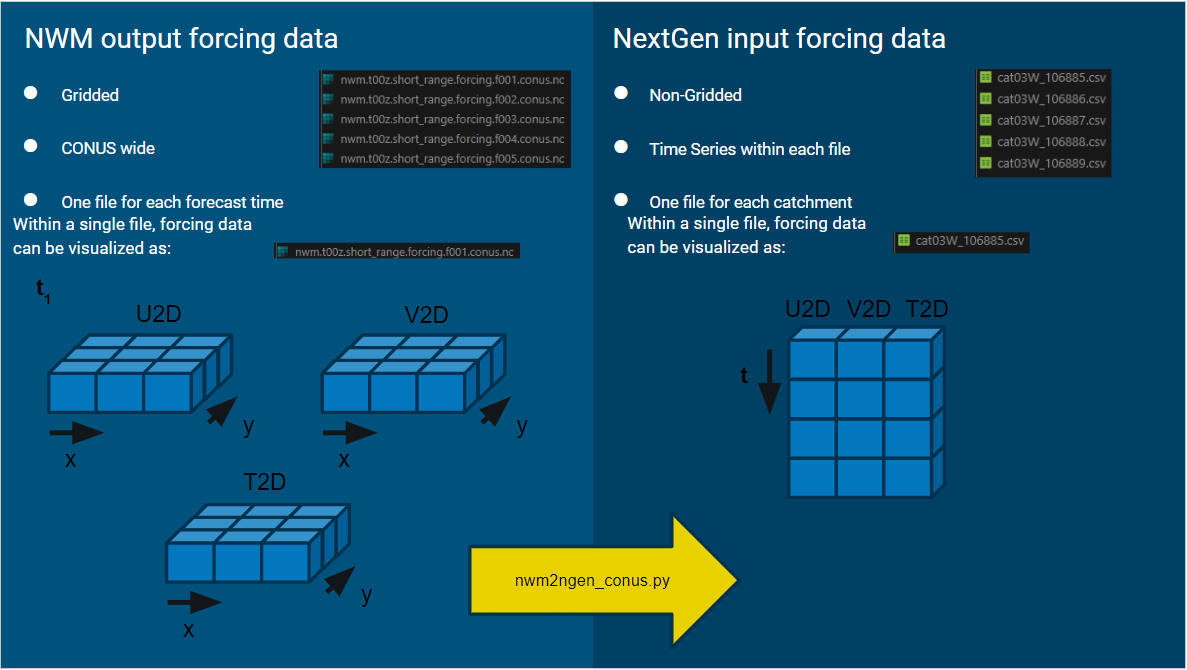 NWM output forcing data
Gridded
CONUS wide
One file for each forecast time
nwm.t00z.short_range.forcing.f001.conus.nc
nwm.t00z.short_range.forcing.f002.conus.nc
nwm.t00z.short_range.forcing.f003.conus.nc
nwm.t00z.short_range.forcing.f004.conus.nc
nwm.t00z.short_range.forcing.f005.conus.nc
Within a single file, forcing data
can be visualized as:
nwm.t00z.short_range.forcing.f001.conus.nc
t1
U2D
x
y
V2D
x
y
T2D
x
y
nwm2ngen_conus.py
NextGen input forcing data
Non-Gridded
Time Series within each file
One file for each catchment
cat03W_106885.csv
cat03W_106886.csv
cat03W_106887.csv
cat03W_106888.csv
cat03W_106889.csv
Within a single file, forcing data
can be visualized as:
cat03W_106885.csv
U2D V2D T2D
t